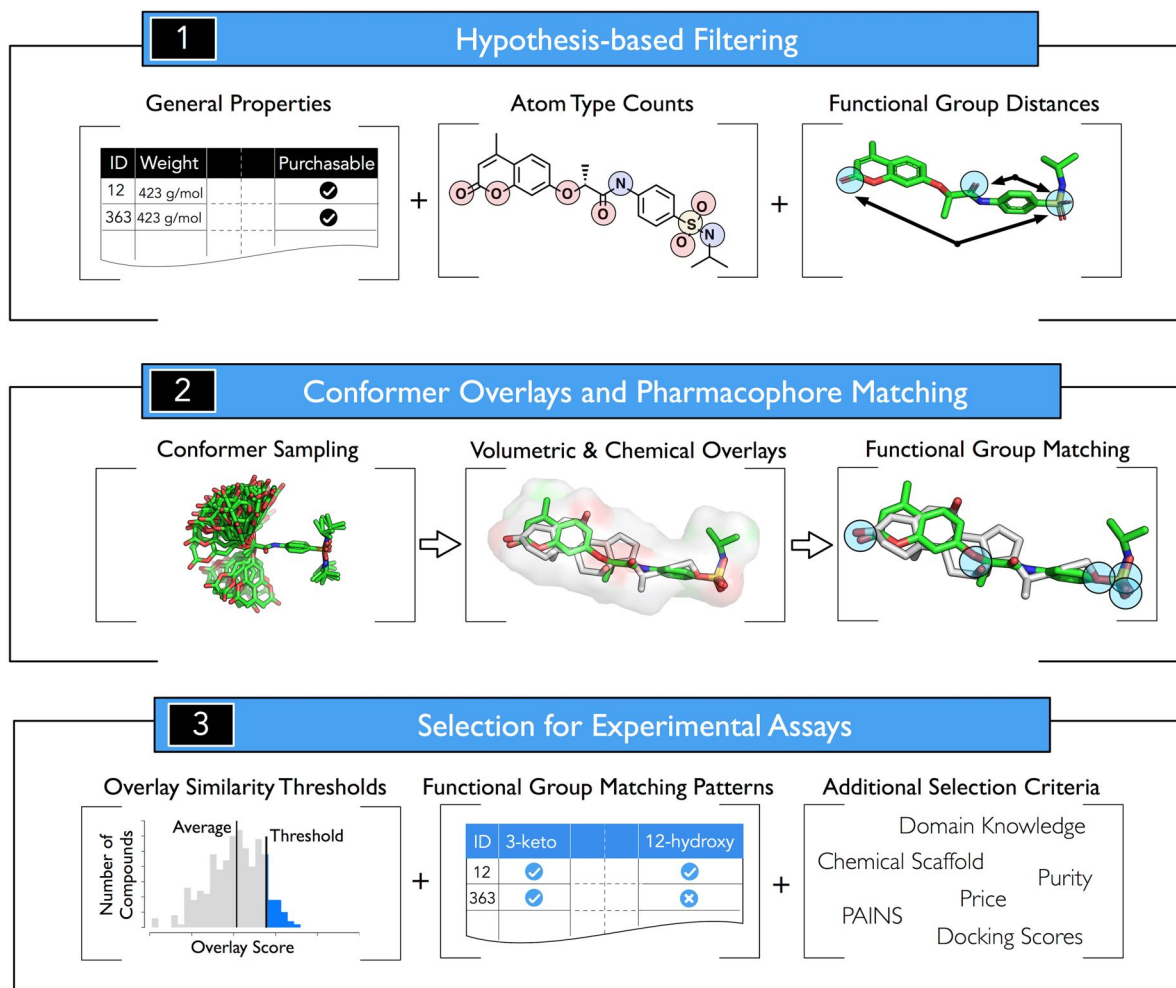 1 Hypothesis-based Filtering
General Properties
ID Weight Purchasable
12 423 g/mol
363 423 g/mol
+
Atom Type Counts
O O O O N O S O N
+
Functional Group Distances
2 Conformer Overlays and Pharmacophore Matching
Conformer Sampling
Volumetric & Chemical Overlays
Functional Group Matching
3 Selection for Experimental Assays
Overlay Similarity Thresholds
Average
Threshold
Number of
Compounds
Overlay Score
+
Functional Group Matching Patterns
ID 3-keto 12-hydroxy
12
363
+
Additional Selection Criteria
Domain Knowledge
Chemical Scaffold
Purity
Price
PAINS
Docking Scores